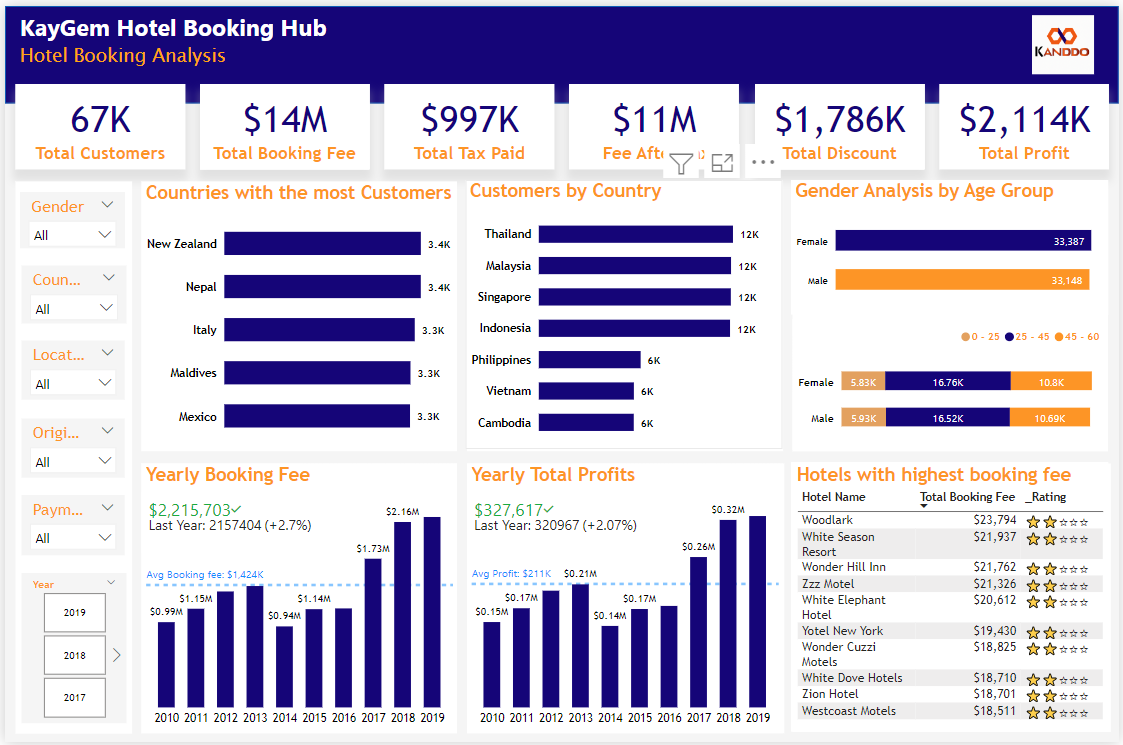 KayGem Hotel Booking Hub
Hotel Booking Analysis
KANDDO
67K
Total Customers
$14M
Total Booking Fee
$997K
Total Tax Paid
$11M
Fee Afte
$1,786K
Total Discount
$2,114K
Total Profit
Gender
All
Coun...
All
Locat...
All
Origi...
All
Paym...
All
Year
2019
2018
2017
Countries with the most Customers
New Zealand 3.4K
Nepal 3.4K
Italy 3.3K
Maldives 3.3K
Mexico 3.3K
Customers by Country
Thailand 12K
Malaysia 12K
Singapore 12K
Indonesia 12K
Philippines 6K
Vietnam 6K
Cambodia 6K
Gender Analysis by Age Group
Female 33,387
Male 33,148
0 - 25 25 - 45 45 - 60
Female 5.83K 16.76K 10.8K
Male 5.93K 16.52K 10.69K
Yearly Booking Fee
$2,215,703
Last Year: 2157404 (+2.7%)
Avg Booking fee: $1,424K
$0.99M $1.15M $0.94M $1.14M $1.73M $2.16M
2010 2011 2012 2013 2014 2015 2016 2017 2018 2019
Yearly Total Profits
$327,617
Last Year: 320967 (+2.07%)
Avg Profit: $211K
$0.15M $0.17M $0.21M $0.14M $0.17M $0.26M $0.32M
2010 2011 2012 2013 2014 2015 2016 2017 2018 2019
Hotels with highest booking fee
Hotel Name Total Booking Fee _Rating
Woodlark $23,794
White Season $21,937
Resort
Wonder Hill Inn $21,762
Zzz Motel $21,326
White Elephant $20,612
Hotel
Yotel New York $19,430
Wonder Cuzzi $18,825
Motels
White Dove Hotels $18,710
Zion Hotel $18,701
Westcoast Motels $18,511